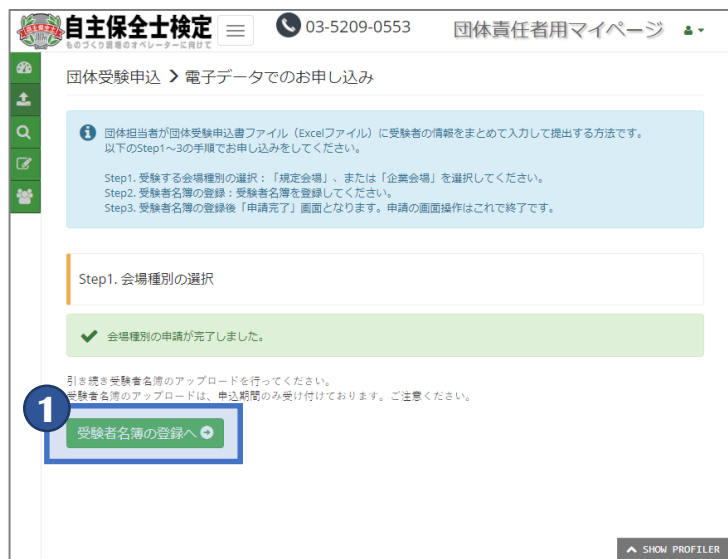 自主保全士検定
ものづくり現場のオペレーターに向けて
03-5209-0553
団体責任者用マイページ
団体受験申込 > 電子データでのお申し込み
団体担当者が団体受験申込書ファイル（Excelファイル）に受験者の情報をまとめて入力して提出する方法です。
以下のStep1～3の手順でお申し込みをしてください。
Step1. 受験する会場種別の選択：「規定会場」、または「企業会場」を選択してください。
Step2. 受験者名簿の登録：受験者名簿を登録してください。
Step3. 受験者名簿の登録後「申請完了」画面となります。申請の画面操作はこれで終了です。
Step1. 会場種別の選択
会場種別の申請が完了しました。
引き続き受験者名簿のアップロードを行ってください。
受験者名簿のアップロードは、申込期間のみ受け付けております。ご注意ください。
1
受験者名簿の登録へ
SHOW PROFILER